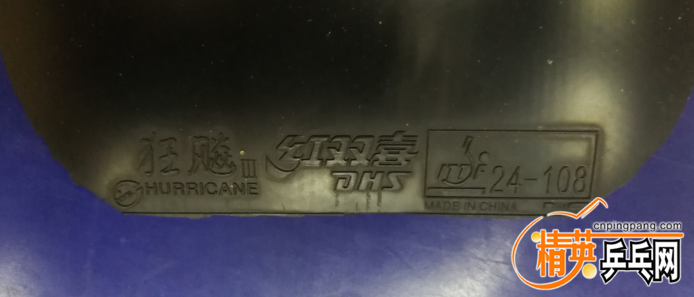 狂飚III
HURRICANE
红双喜
DHS
ITTF 24-108
MADE IN CHINA
cnpingpang.com
精英乒乓网